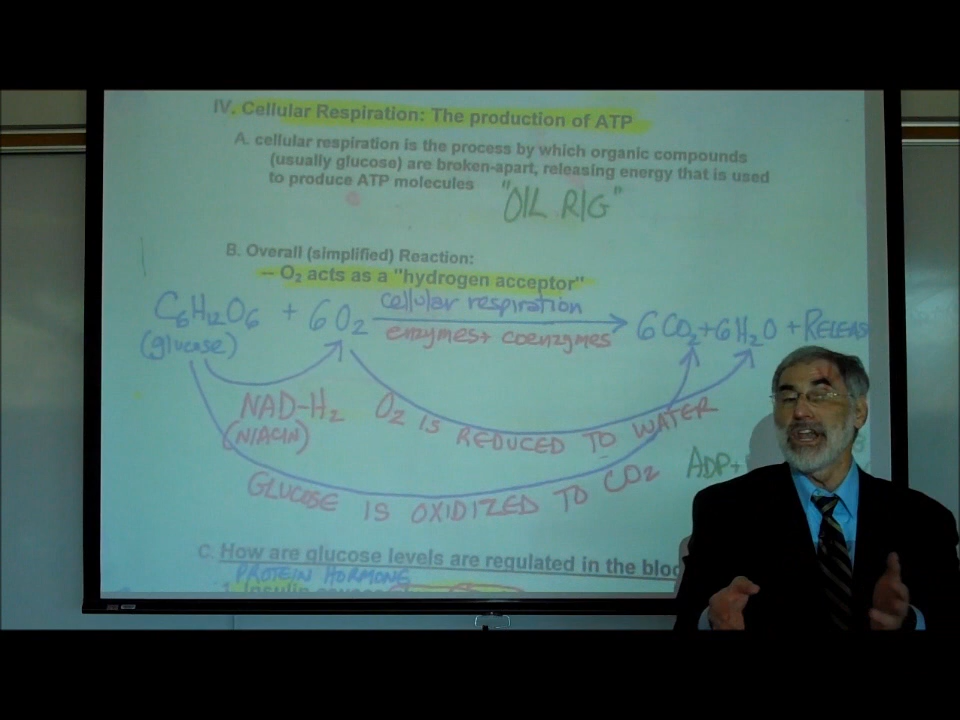 IV. Cellular Respiration: The production of ATP
A. cellular respiration is the process by which organic compounds
(usually glucose) are broken-apart, releasing energy that is used
to produce ATP molecules
"OIL RIG"
B. Overall (simplified) Reaction:
-- O₂ acts as a "hydrogen acceptor"
C₆H₁₂O₆ + 6O₂ cellular respiration 6CO₂+6H₂O + RELEAS
(glucose) enzymes+ coenzymes
NAD-H₂ O₂ IS REDUCED TO WATER
(NIACIN)
ADP+
GLUCOSE IS OXIDIZED TO CO₂
C. How are glucose levels are regulated in the bloo
PROTEIN HORMONE
1. Insulin